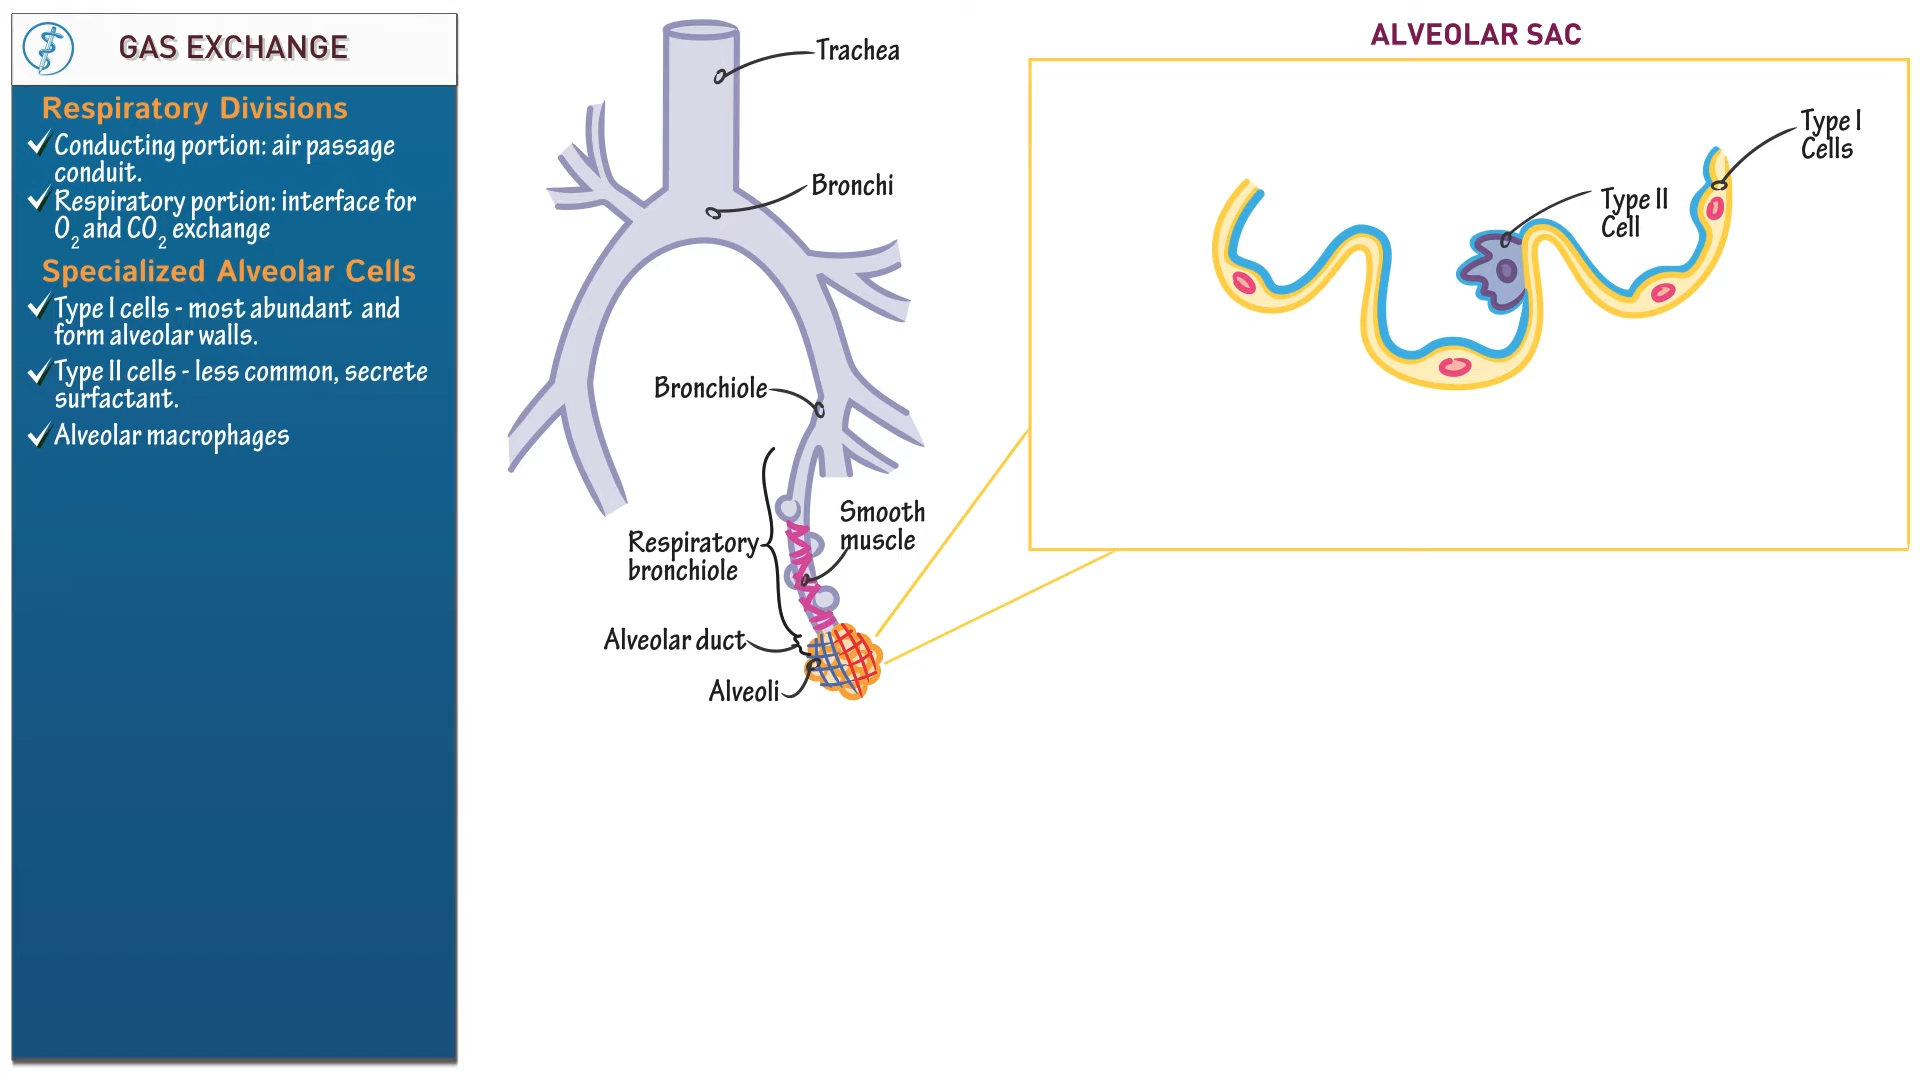 GAS EXCHANGE
Respiratory Divisions
Conducting portion: air passage
conduit.
Respiratory portion: interface for
O2 and CO2 exchange
Specialized Alveolar Cells
Type I cells - most abundant and
form alveolar walls.
Type II cells - less common, secrete
surfactant.
Alveolar macrophages
Trachea
Bronchi
Bronchiole
Smooth
muscle
Respiratory
bronchiole
Alveolar duct
Alveoli
ALVEOLAR SAC
Type I
Cells
Type II
Cell